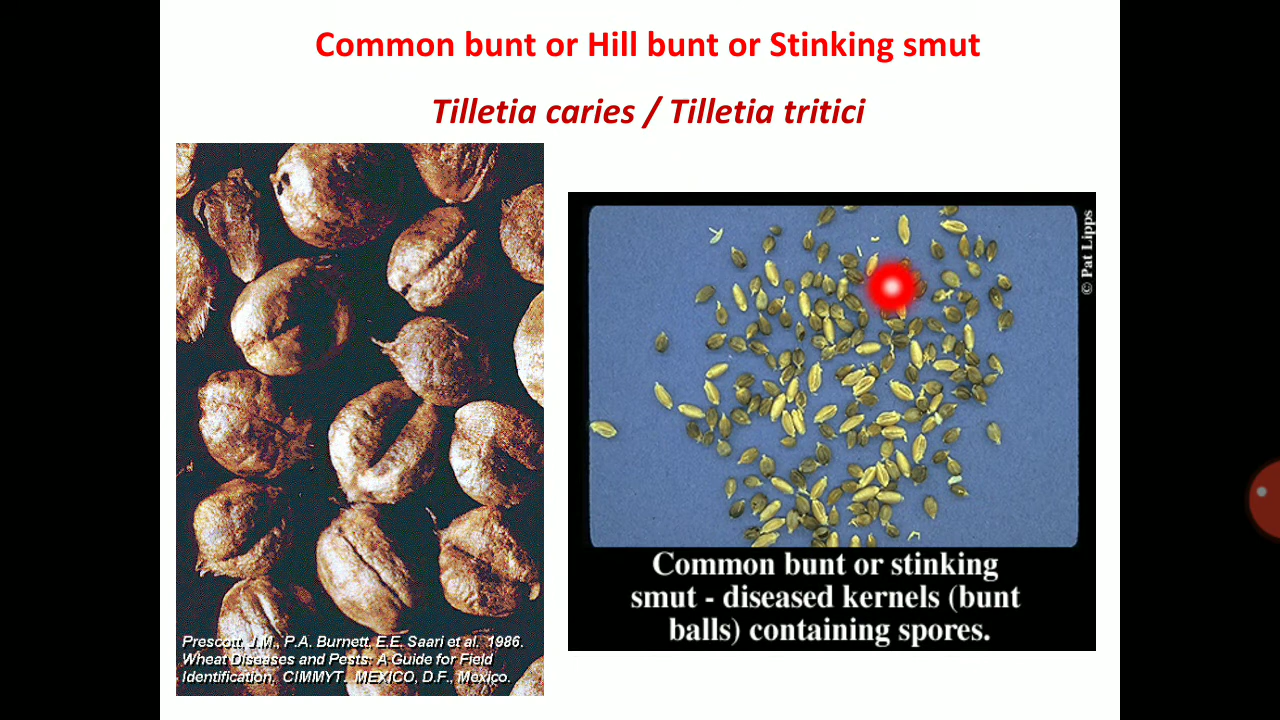 Common bunt or Hill bunt or Stinking smut
Tilletia caries / Tilletia tritici
Prescott, J.M., P.A. Burnett, E.E. Saari et al. 1986.
Wheat Diseases and Pests: A Guide for Field
Identification. CIMMYT. MEXICO, D.F., Mexico.
© Pat Lipps
Common bunt or stinking
smut - diseased kernels (bunt
balls) containing spores.